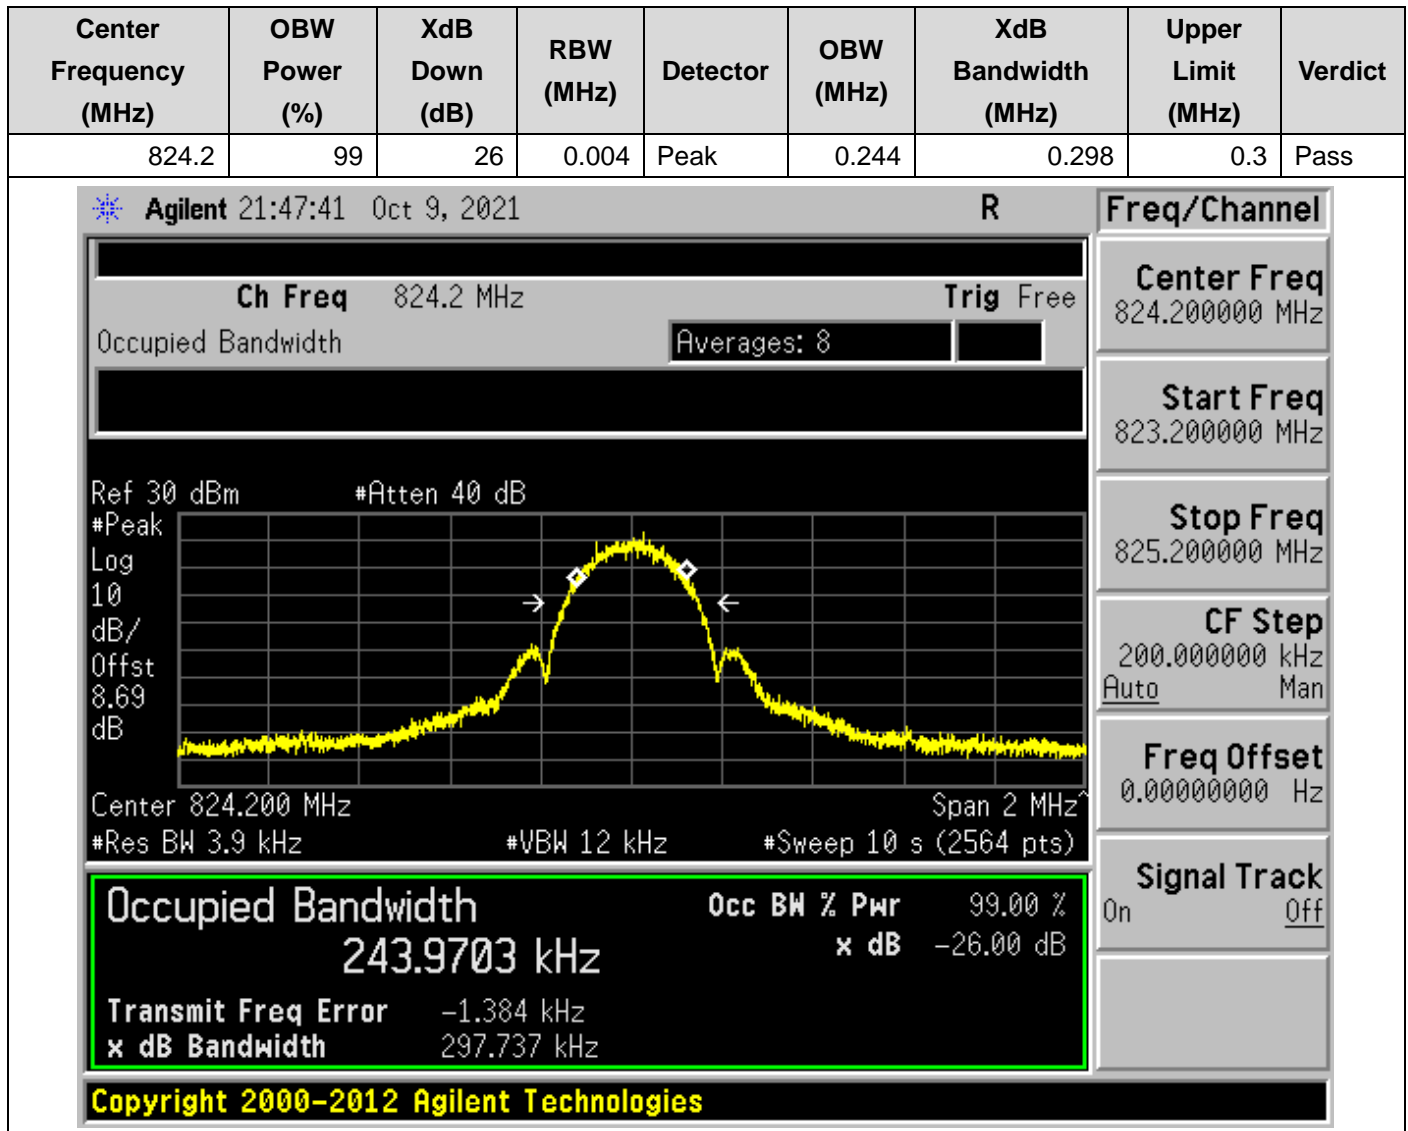 Center Frequency (MHz) OBW Power (%) XdB Down (dB) RBW (MHz) Detector OBW (MHz) XdB Bandwidth (MHz) Upper Limit (MHz) Verdict
824.2 99 26 0.004 Peak 0.244 0.298 0.3 Pass
Agilent 21:47:41 Oct 9, 2021 R
Freq/Channel
Ch Freq 824.2 MHz Trig Free
Occupied Bandwidth Averages: 8
Center Freq
824.200000 MHz
Start Freq
823.200000 MHz
Stop Freq
825.200000 MHz
CF Step
200.000000 kHz
Auto Man
Freq Offset
0.00000000 Hz
Signal Track
On Off
Ref 30 dBm #Atten 40 dB
#Peak
Log
10
dB/
Offst
8.69
dB
Center 824.200 MHz Span 2 MHz^
#Res BW 3.9 kHz #VBW 12 kHz #Sweep 10 s (2564 pts)
Occupied Bandwidth Occ BW % Pwr 99.00 %
243.9703 kHz x dB -26.00 dB
Transmit Freq Error -1.384 kHz
x dB Bandwidth 297.737 kHz
Copyright 2000-2012 Agilent Technologies